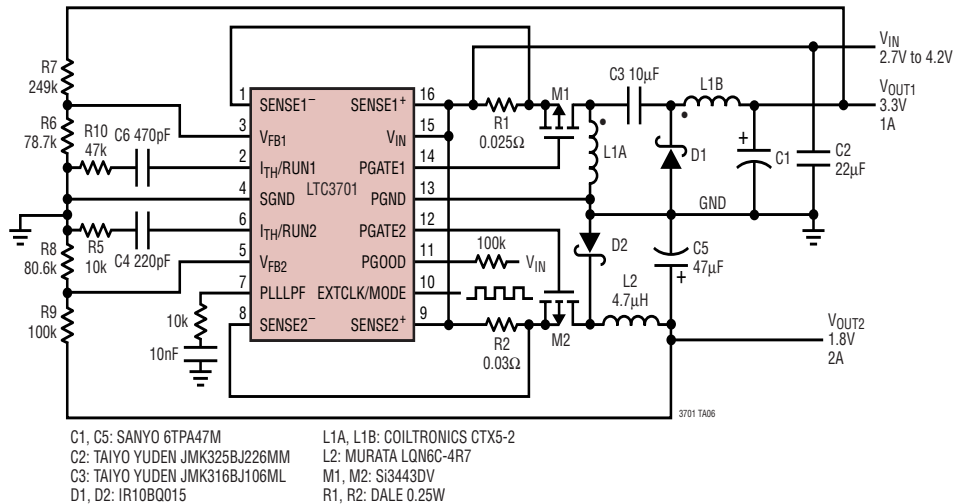 R7
249k
R6
78.7k
R10
47k
C6 470pF
R5
10k
C4 220pF
R8
80.6k
R9
100k
10k
10nF
1
3
2
4
6
5
7
8
SENSE1–
VFB1
ITH/RUN1
SGND
ITH/RUN2
VFB2
PLLLPF
SENSE2–
LTC3701
SENSE1+
VIN
PGATE1
PGND
PGATE2
PGOOD
EXTCLK/MODE
SENSE2+
16
15
14
13
12
11
10
9
R1
0.025Ω
M1
C3 10µF
L1A
L1B
D1
C1
+
C2
22µF
GND
D2
C5
47µF
+
100k
VIN
L2
4.7µH
M2
R2
0.03Ω
VIN
2.7V to 4.2V
VOUT1
3.3V
1A
VOUT2
1.8V
2A
3701 TA06
C1, C5: SANYO 6TPA47M
C2: TAIYO YUDEN JMK325BJ226MM
C3: TAIYO YUDEN JMK316BJ106ML
D1, D2: IR10BQ015
L1A, L1B: COILTRONICS CTX5-2
L2: MURATA LQN6C-4R7
M1, M2: Si3443DV
R1, R2: DALE 0.25W